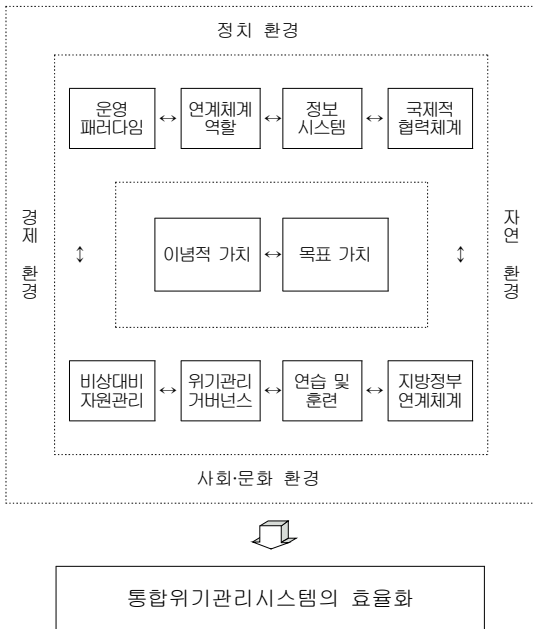 정치 환경
운영
패러다임
↔
연계체계
역할
↔
정보
시스템
↔
국제적
협력체계
경제 환경
↕
이념적 가치 ↔ 목표 가치
↕
자연 환경
비상대비
자원관리
↔
위기관리
거버넌스
↔
연습 및
훈련
↔
지방정부
연계체계
사회·문화 환경
통합위기관리시스템의 효율화